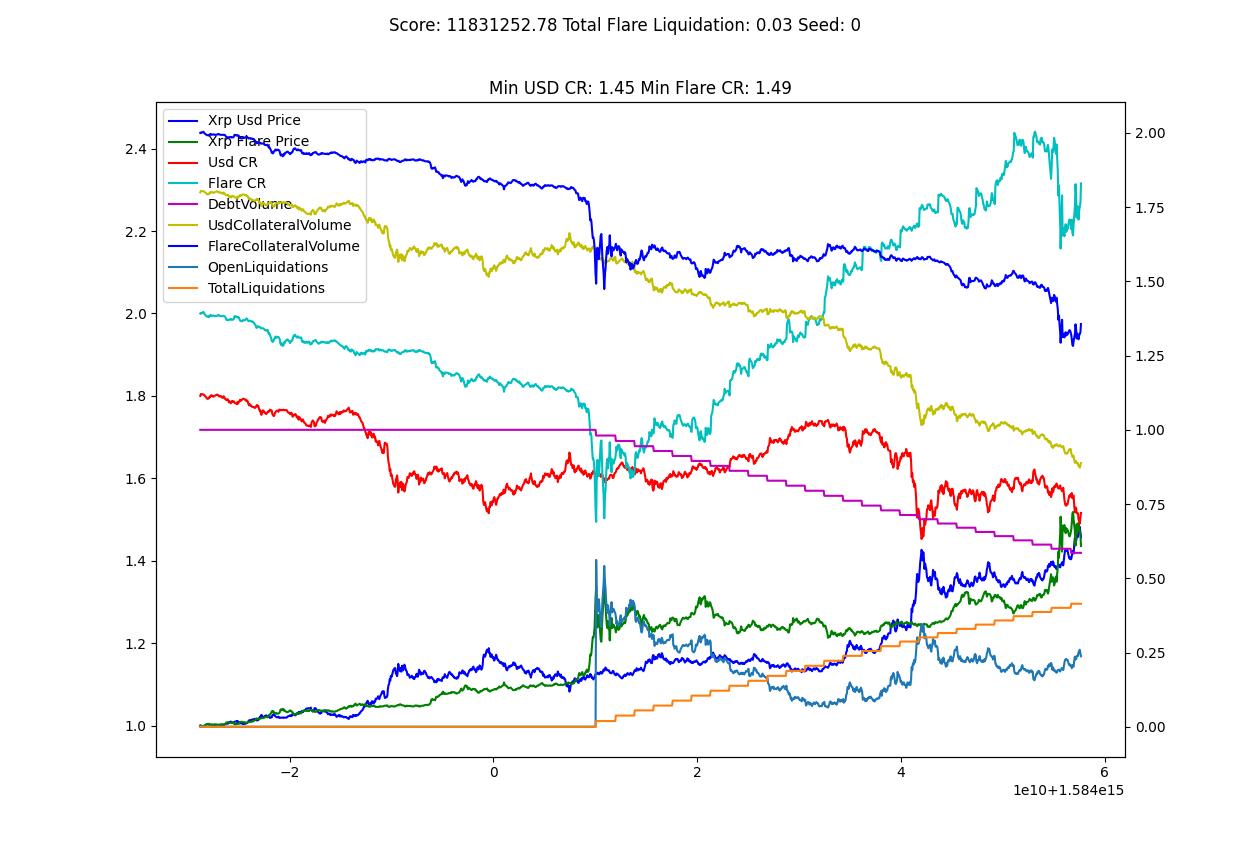 Score: 11831252.78 Total Flare Liquidation: 0.03 Seed: 0
Min USD CR: 1.45 Min Flare CR: 1.49
Xrp Usd Price
Xrp Flare Price
Usd CR
Flare CR
DebtVolume
UsdCollateralVolume
FlareCollateralVolume
OpenLiquidations
TotalLiquidations
2.4
2.2
2.0
1.8
1.6
1.4
1.2
1.0
2.00
1.75
1.50
1.25
1.00
0.75
0.50
0.25
0.00
−2
0
2
4
6
1e10+1.584e15